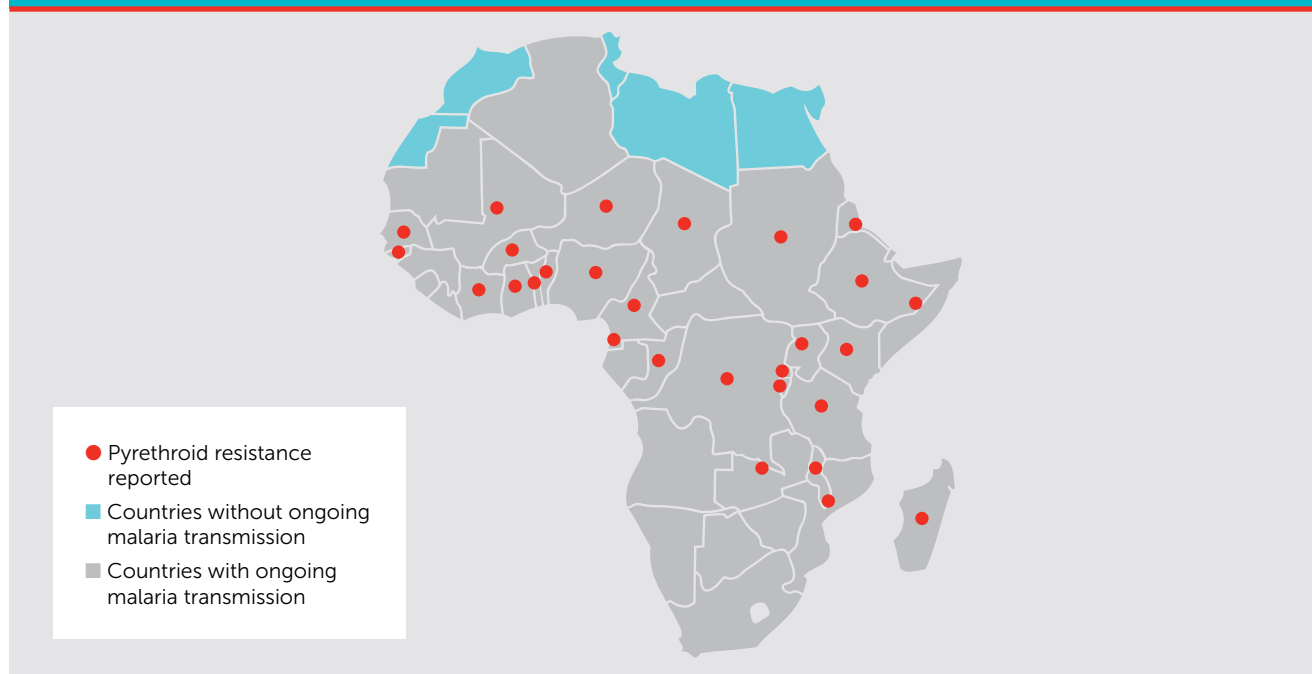 Pyrethroid resistance
reported
Countries without ongoing
malaria transmission
Countries with ongoing
malaria transmission